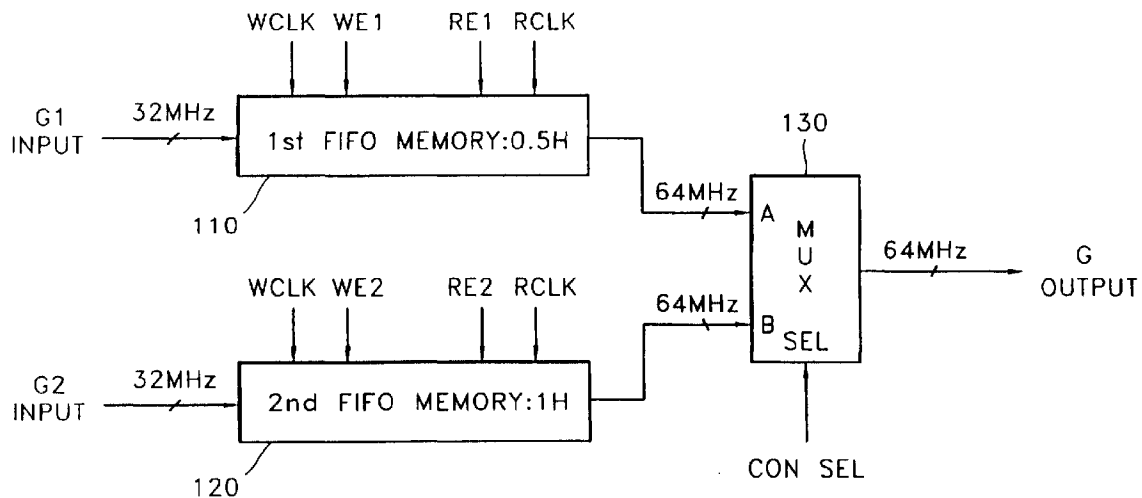 WCLK WE1 RE1 RCLK
G1
INPUT
32MHz
1st FIFO MEMORY:0.5H
110
130
64MHz
A
M
U
X
64MHz
G
OUTPUT
WCLK WE2 RE2 RCLK
64MHz
B
SEL
G2
INPUT
32MHz
2nd FIFO MEMORY:1H
120
CON SEL